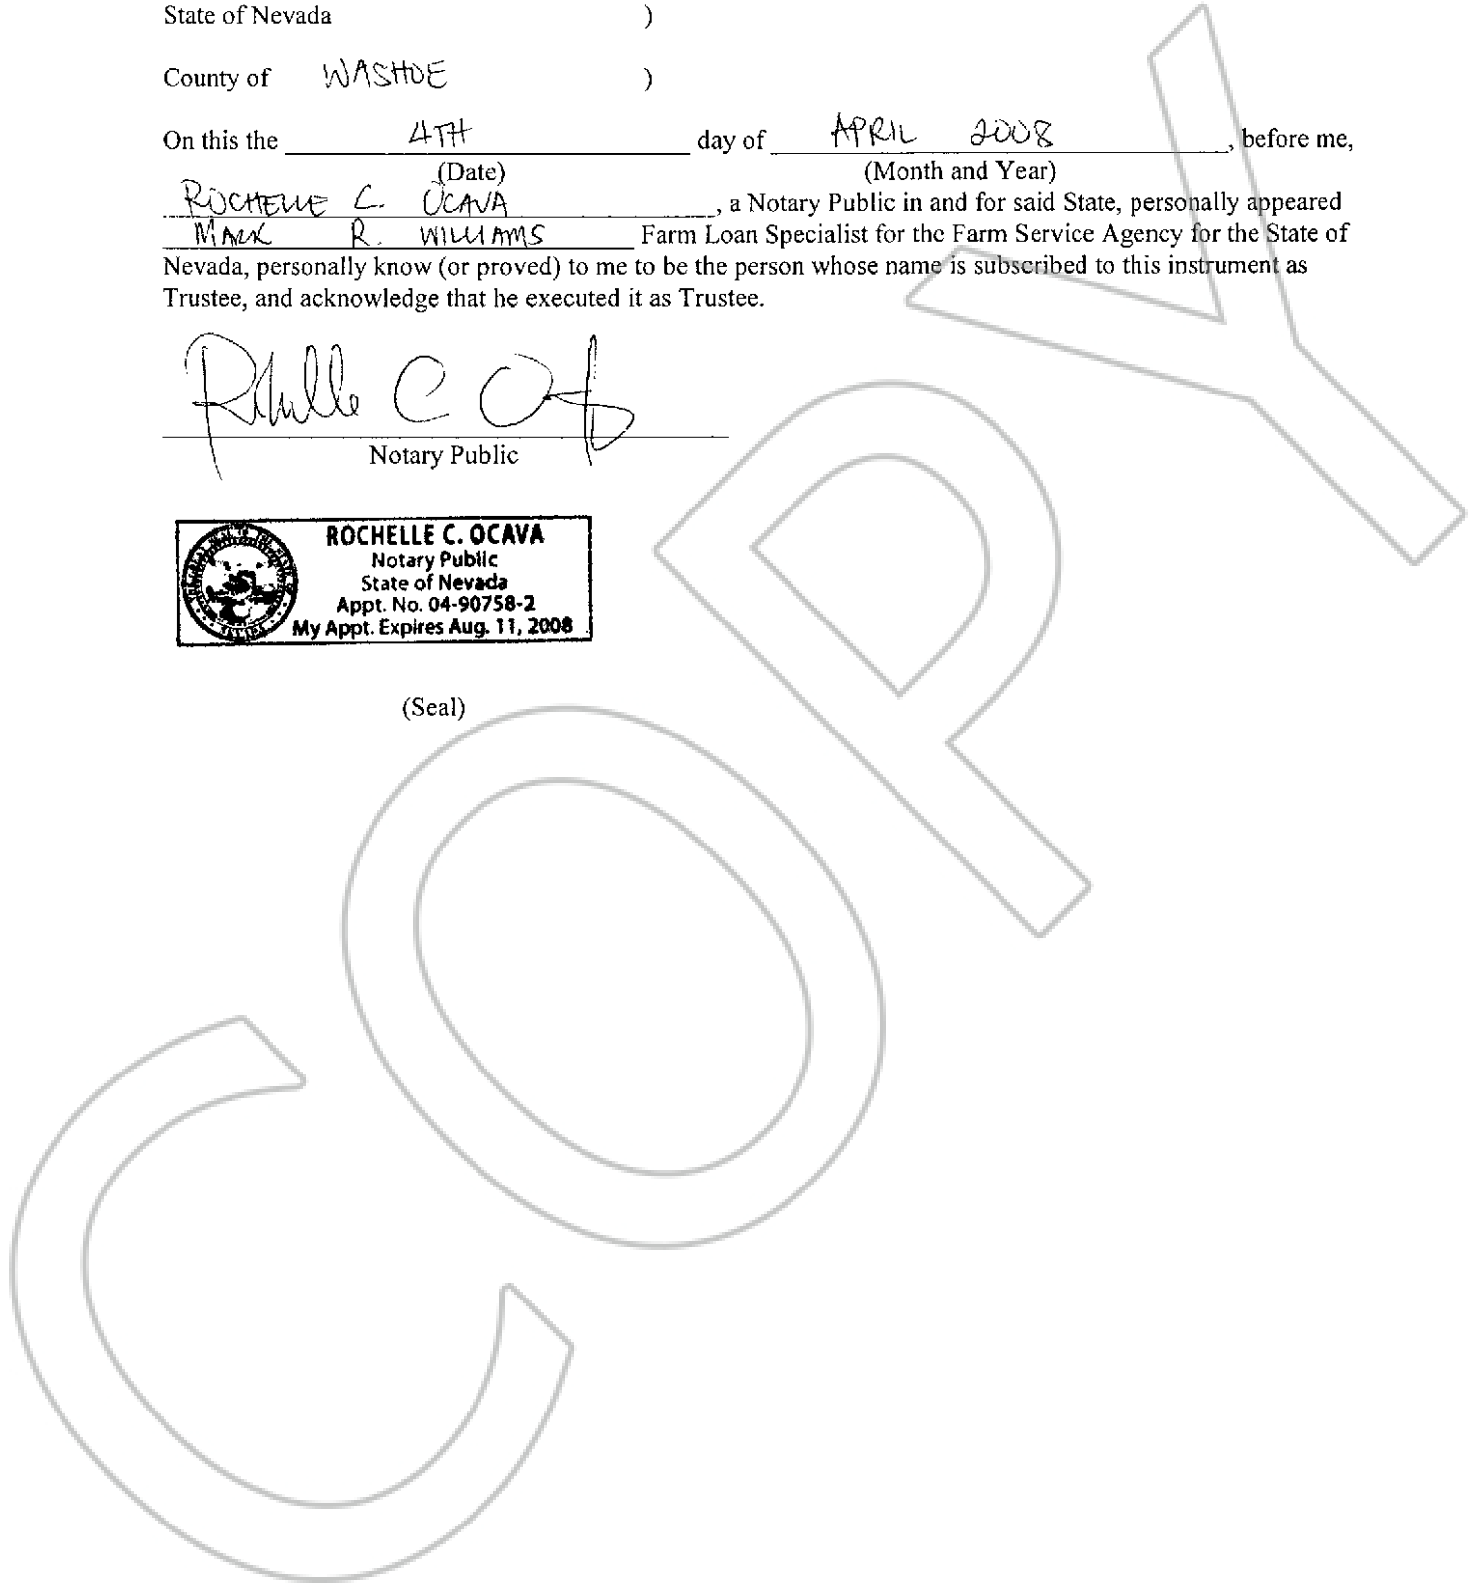 State of Nevada )
County of WASHOE )
On this the 4TH day of APRIL 2008, before me,
(Date) (Month and Year)
ROCHELLE C. OCAVA, a Notary Public in and for said State, personally appeared
MARK R. WILLIAMS Farm Loan Specialist for the Farm Service Agency for the State of
Nevada, personally know (or proved) to me to be the person whose name is subscribed to this instrument as
Trustee, and acknowledge that he executed it as Trustee.
Rochelle C Oca
Notary Public
ROCHELLE C. OCAVA
Notary Public
State of Nevada
Appt. No. 04-90758-2
My Appt. Expires Aug. 11, 2008
(Seal)
COPY